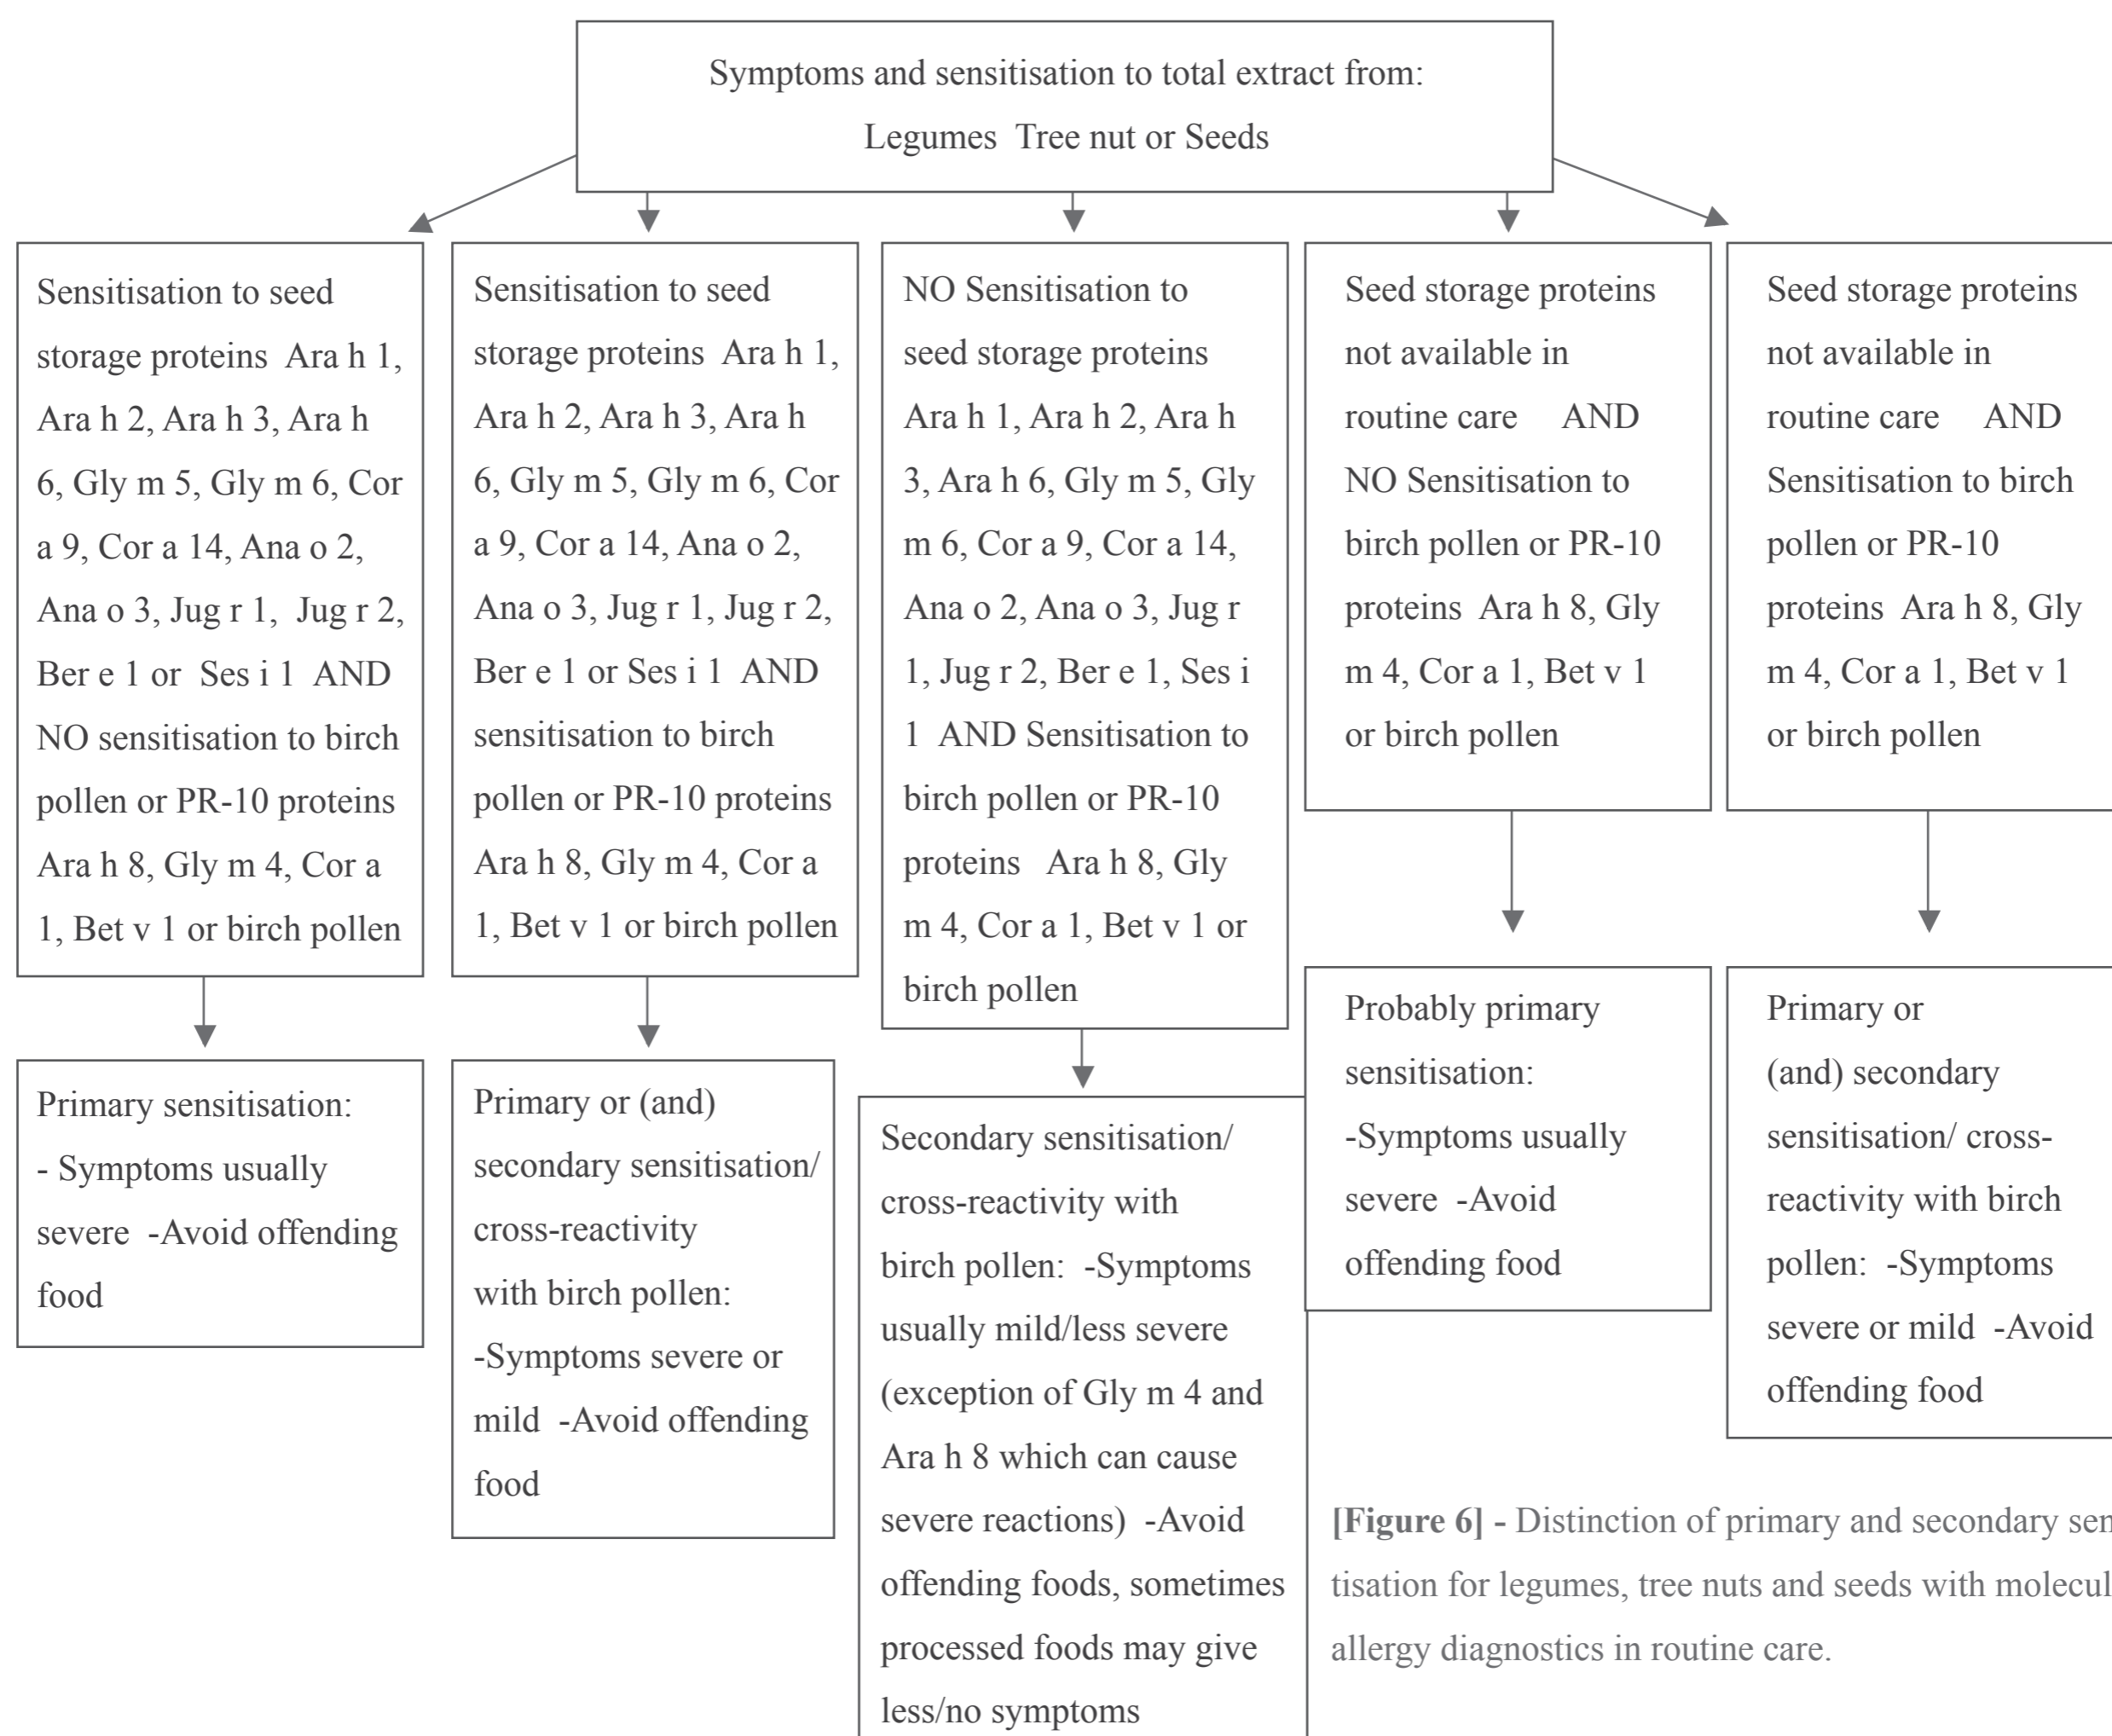 Symptoms and sensitisation to total extract from:
Legumes Tree nut or Seeds
Sensitisation to seed
storage proteins Ara h 1,
Ara h 2, Ara h 3, Ara h
6, Gly m 5, Gly m 6, Cor
a 9, Cor a 14, Ana o 2,
Ana o 3, Jug r 1, Jug r 2,
Ber e 1 or Ses i 1 AND
NO sensitisation to birch
pollen or PR-10 proteins
Ara h 8, Gly m 4, Cor a
1, Bet v 1 or birch pollen
Sensitisation to seed
storage proteins Ara h 1,
Ara h 2, Ara h 3, Ara h
6, Gly m 5, Gly m 6, Cor
a 9, Cor a 14, Ana o 2,
Ana o 3, Jug r 1, Jug r 2,
Ber e 1 or Ses i 1 AND
sensitisation to birch
pollen or PR-10 proteins
Ara h 8, Gly m 4, Cor a
1, Bet v 1 or birch pollen
NO Sensitisation to
seed storage proteins
Ara h 1, Ara h 2, Ara h
3, Ara h 6, Gly m 5, Gly
m 6, Cor a 9, Cor a 14,
Ana o 2, Ana o 3, Jug r
1, Jug r 2, Ber e 1, Ses i
1 AND Sensitisation to
birch pollen or PR-10
proteins Ara h 8, Gly
m 4, Cor a 1, Bet v 1 or
birch pollen
Seed storage proteins
not available in
routine care AND
NO Sensitisation to
birch pollen or PR-10
proteins Ara h 8, Gly
m 4, Cor a 1, Bet v 1
or birch pollen
Seed storage proteins
not available in
routine care AND
Sensitisation to birch
pollen or PR-10
proteins Ara h 8, Gly
m 4, Cor a 1, Bet v 1
or birch pollen
Primary sensitisation:
- Symptoms usually
severe -Avoid offending
food
Primary or (and)
secondary sensitisation/
cross-reactivity
with birch pollen:
-Symptoms severe or
mild -Avoid offending
food
Secondary sensitisation/
cross-reactivity with
birch pollen: -Symptoms
usually mild/less severe
(exception of Gly m 4 and
Ara h 8 which can cause
severe reactions) -Avoid
offending foods, sometimes
processed foods may give
less/no symptoms
Probably primary
sensitisation:
-Symptoms usually
severe -Avoid
offending food
Primary or
(and) secondary
sensitisation/ cross-
reactivity with birch
pollen: -Symptoms
severe or mild -Avoid
offending food
[Figure 6] - Distinction of primary and secondary sen
tisation for legumes, tree nuts and seeds with molecul
allergy diagnostics in routine care.